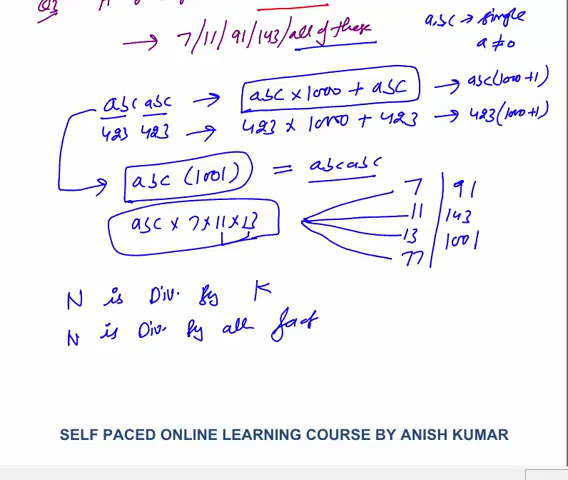 → 7/11/91/143/all of these
a,b,c → single
a ≠ 0
abc abc → abc × 1000 + abc → abc(1000+1)
423 423 → 423 × 1000 + 423 → 423(1000+1)
abc (1001) = abcabc
abc × 7 × 11 × 13
7 91
11 143
13 1001
77
N is Div. By K
N is Div. By all fact
SELF PACED ONLINE LEARNING COURSE BY ANISH KUMAR